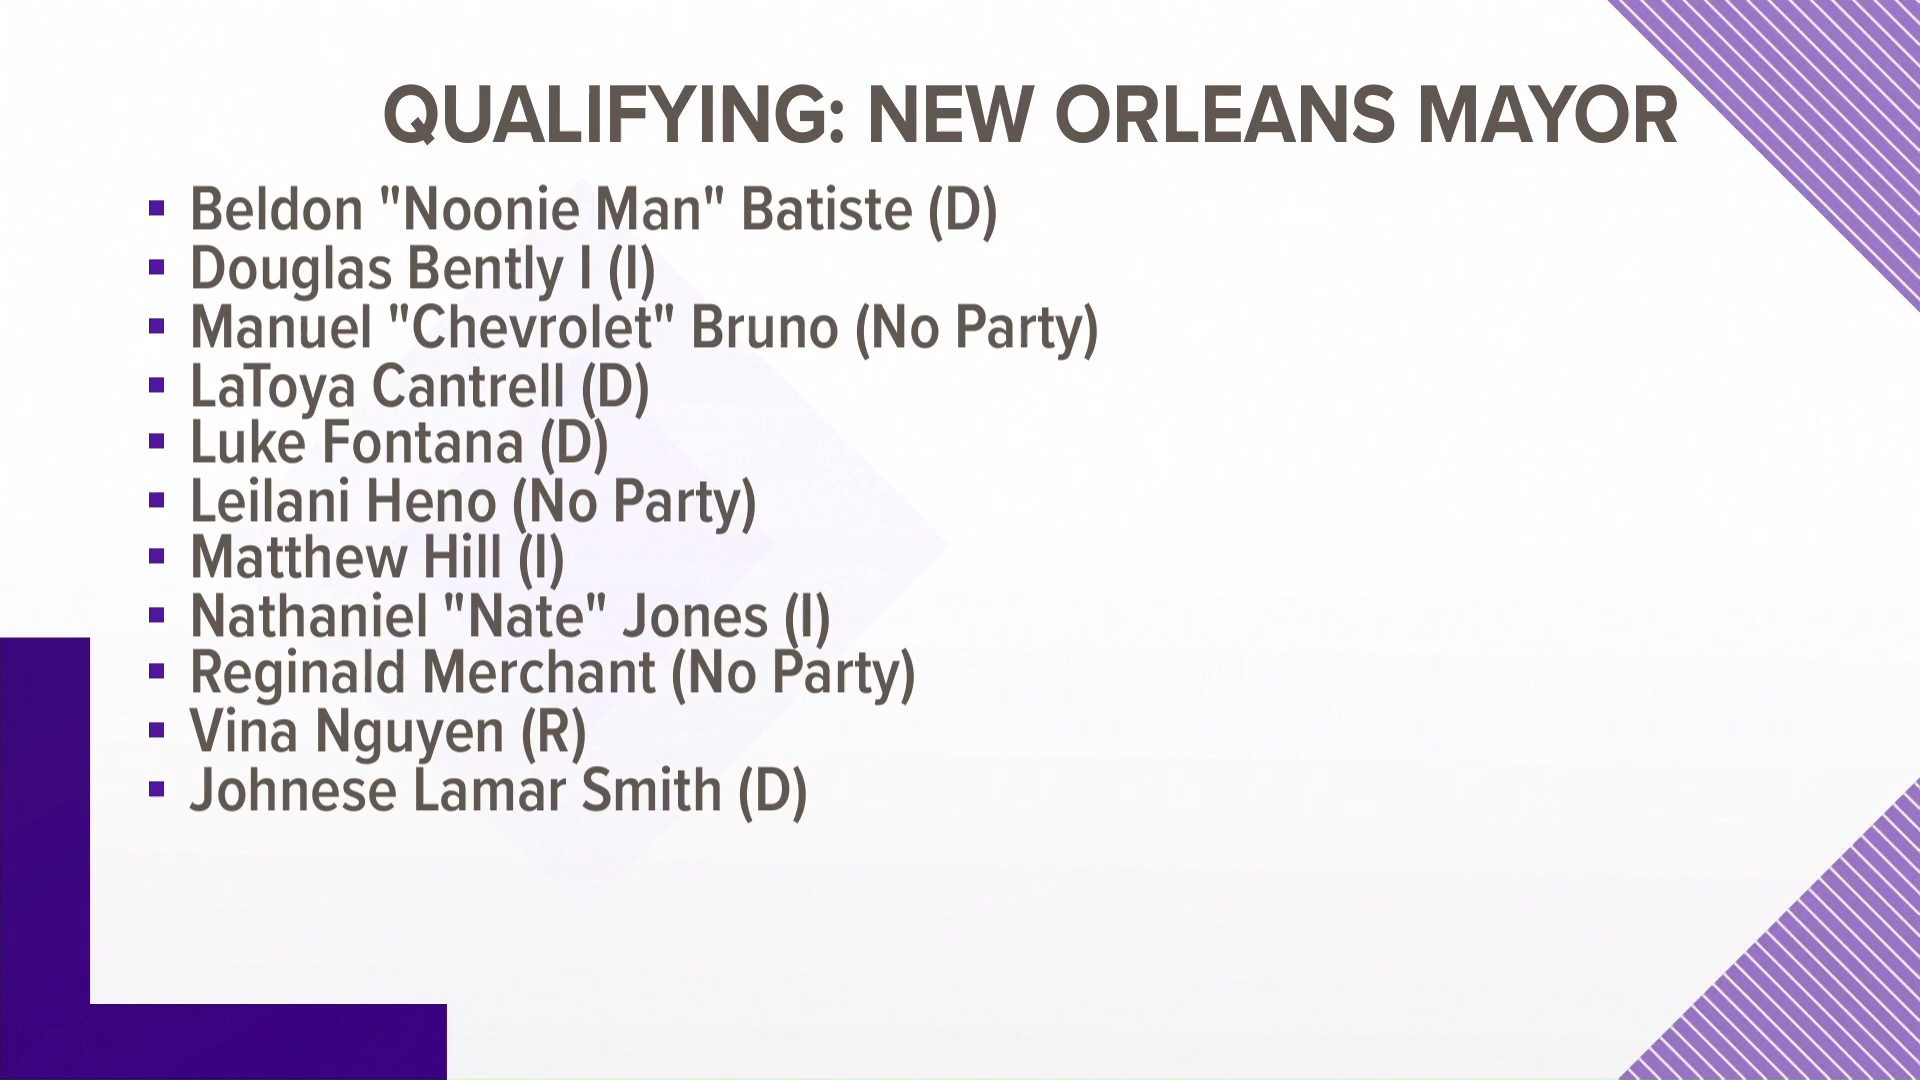 QUALIFYING: NEW ORLEANS MAYOR
Beldon "Noonie Man" Batiste (D)
Douglas Bently I (I)
Manuel "Chevrolet" Bruno (No Party)
LaToya Cantrell (D)
Luke Fontana (D)
Leilani Heno (No Party)
Matthew Hill (I)
Nathaniel "Nate" Jones (I)
Reginald Merchant (No Party)
Vina Nguyen (R)
Johnese Lamar Smith (D)